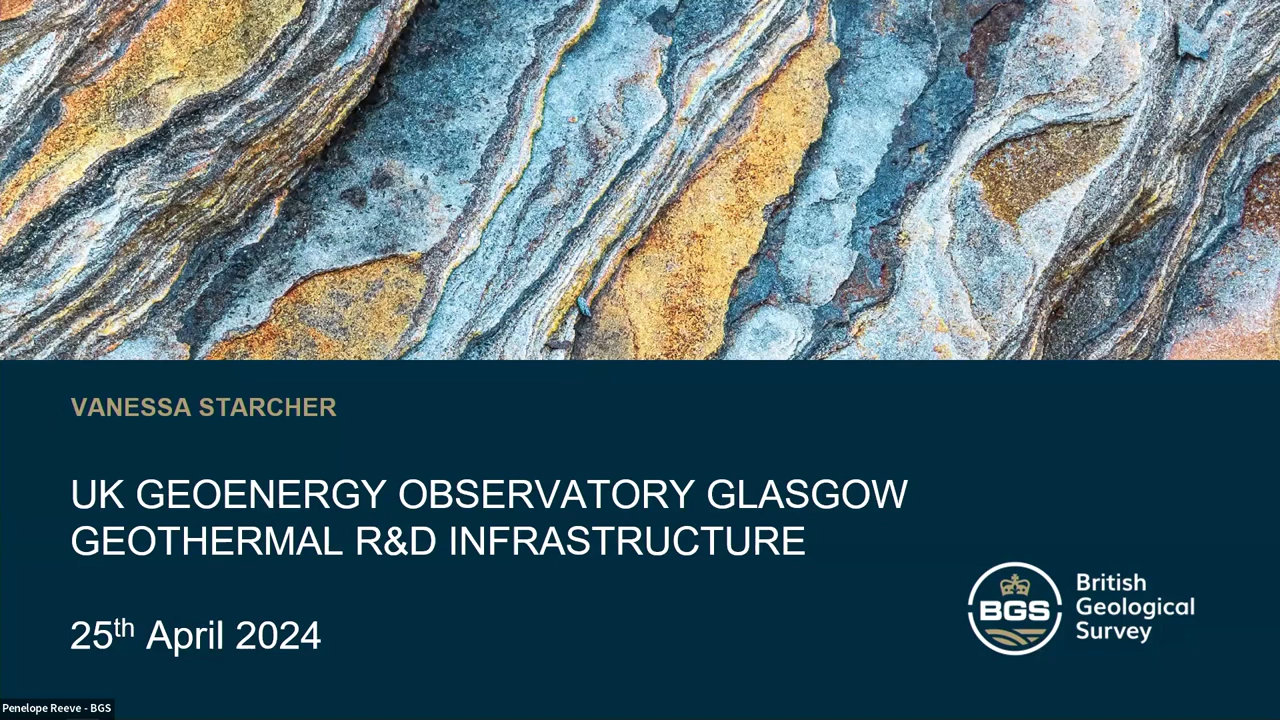 VANESSA STARCHER
UK GEOENERGY OBSERVATORY GLASGOW
GEOTHERMAL R&D INFRASTRUCTURE
25th April 2024
BGS
British
Geological
Survey
Penelope Reeve - BGS